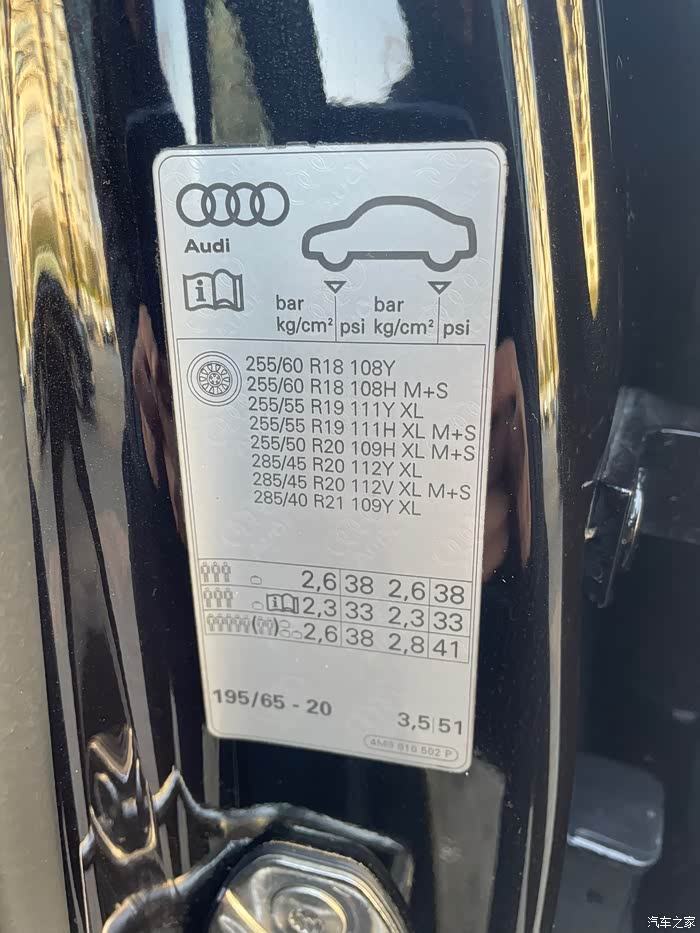 Audi
bar bar
kg/cm² psi kg/cm² psi
255/60 R18 108Y
255/60 R18 108H M+S
255/55 R19 111Y XL
255/55 R19 111H XL M+S
255/50 R20 109H XL M+S
285/45 R20 112Y XL
285/45 R20 112V XL M+S
285/40 R21 109Y XL
2,6 38 2,6 38
i 2,3 33 2,3 33
( ) 2,6 38 2,8 41
195/65 - 20 3,5 51
4M8 010 502 P
汽车之家